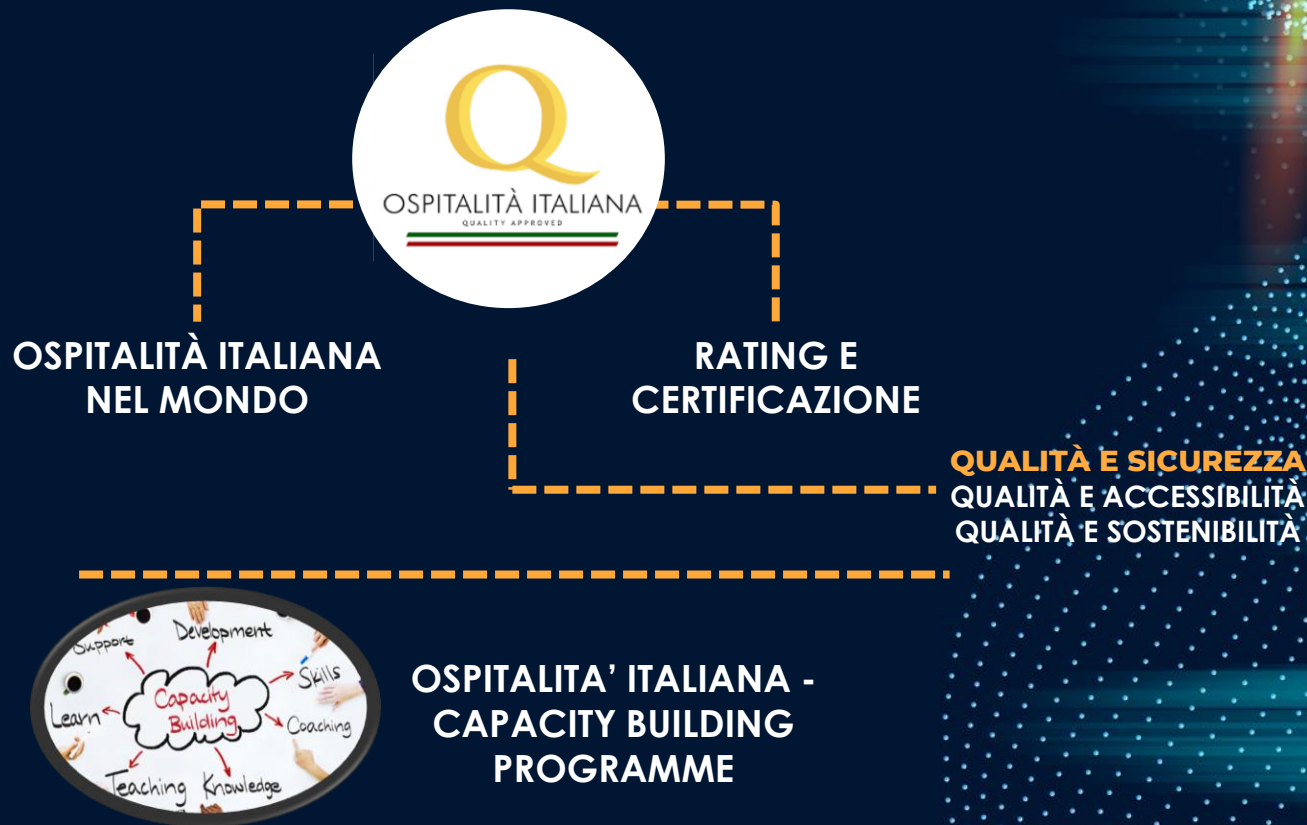 Q
OSPITALITÀ ITALIANA
QUALITY APPROVED
OSPITALITÀ ITALIANA
NEL MONDO
RATING E
CERTIFICAZIONE
QUALITÀ E SICUREZZA
QUALITÀ E ACCESSIBILITÀ
QUALITÀ E SOSTENIBILITÀ
Support
Development
Skills
Learn
Capacity
Building
Coaching
Teaching
Knowledge
OSPITALITA’ ITALIANA -
CAPACITY BUILDING
PROGRAMME